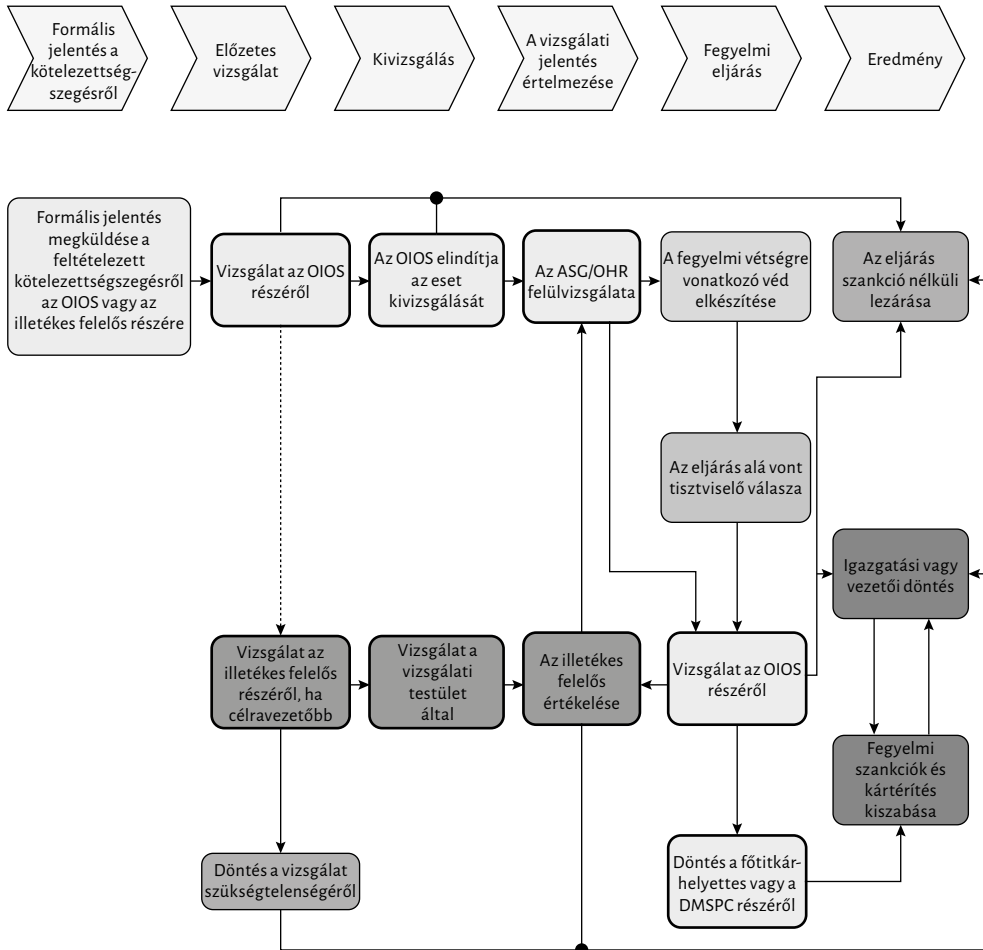 Formális
jelentés a
kötelezettség-
szegésről
Előzetes
vizsgálat
Kivizsgálás
A vizsgálati
jelentés
értelmezése
Fegyelmi
eljárás
Eredmény
Formális jelentés
megküldése a
feltételezett
kötelezettségszegésről
az OIOS vagy az
illetékes felelős részére
Vizsgálat az OIOS
részéről
Az OIOS elindítja
az eset
kivizsgálását
Az ASG/OHR
felülvizsgálata
A fegyelmi vétségre
vonatkozó véd
elkészítése
Az eljárás
szankció nélküli
lezárása
Az eljárás alá vont
tisztviselő válasza
Igazgatási vagy
vezetői döntés
Vizsgálat az
illetékes felelős
részéről, ha
célravezetőbb
Vizsgálat a
vizsgálati
testület
által
Az illetékes
felelős
értékelése
Vizsgálat az OIOS
részéről
Fegyelmi
szankciók és
kártérítés
kiszabása
Döntés a vizsgálat
szükségtelenségéről
Döntés a főtitkár-
helyettes vagy a
DMSPC részéről